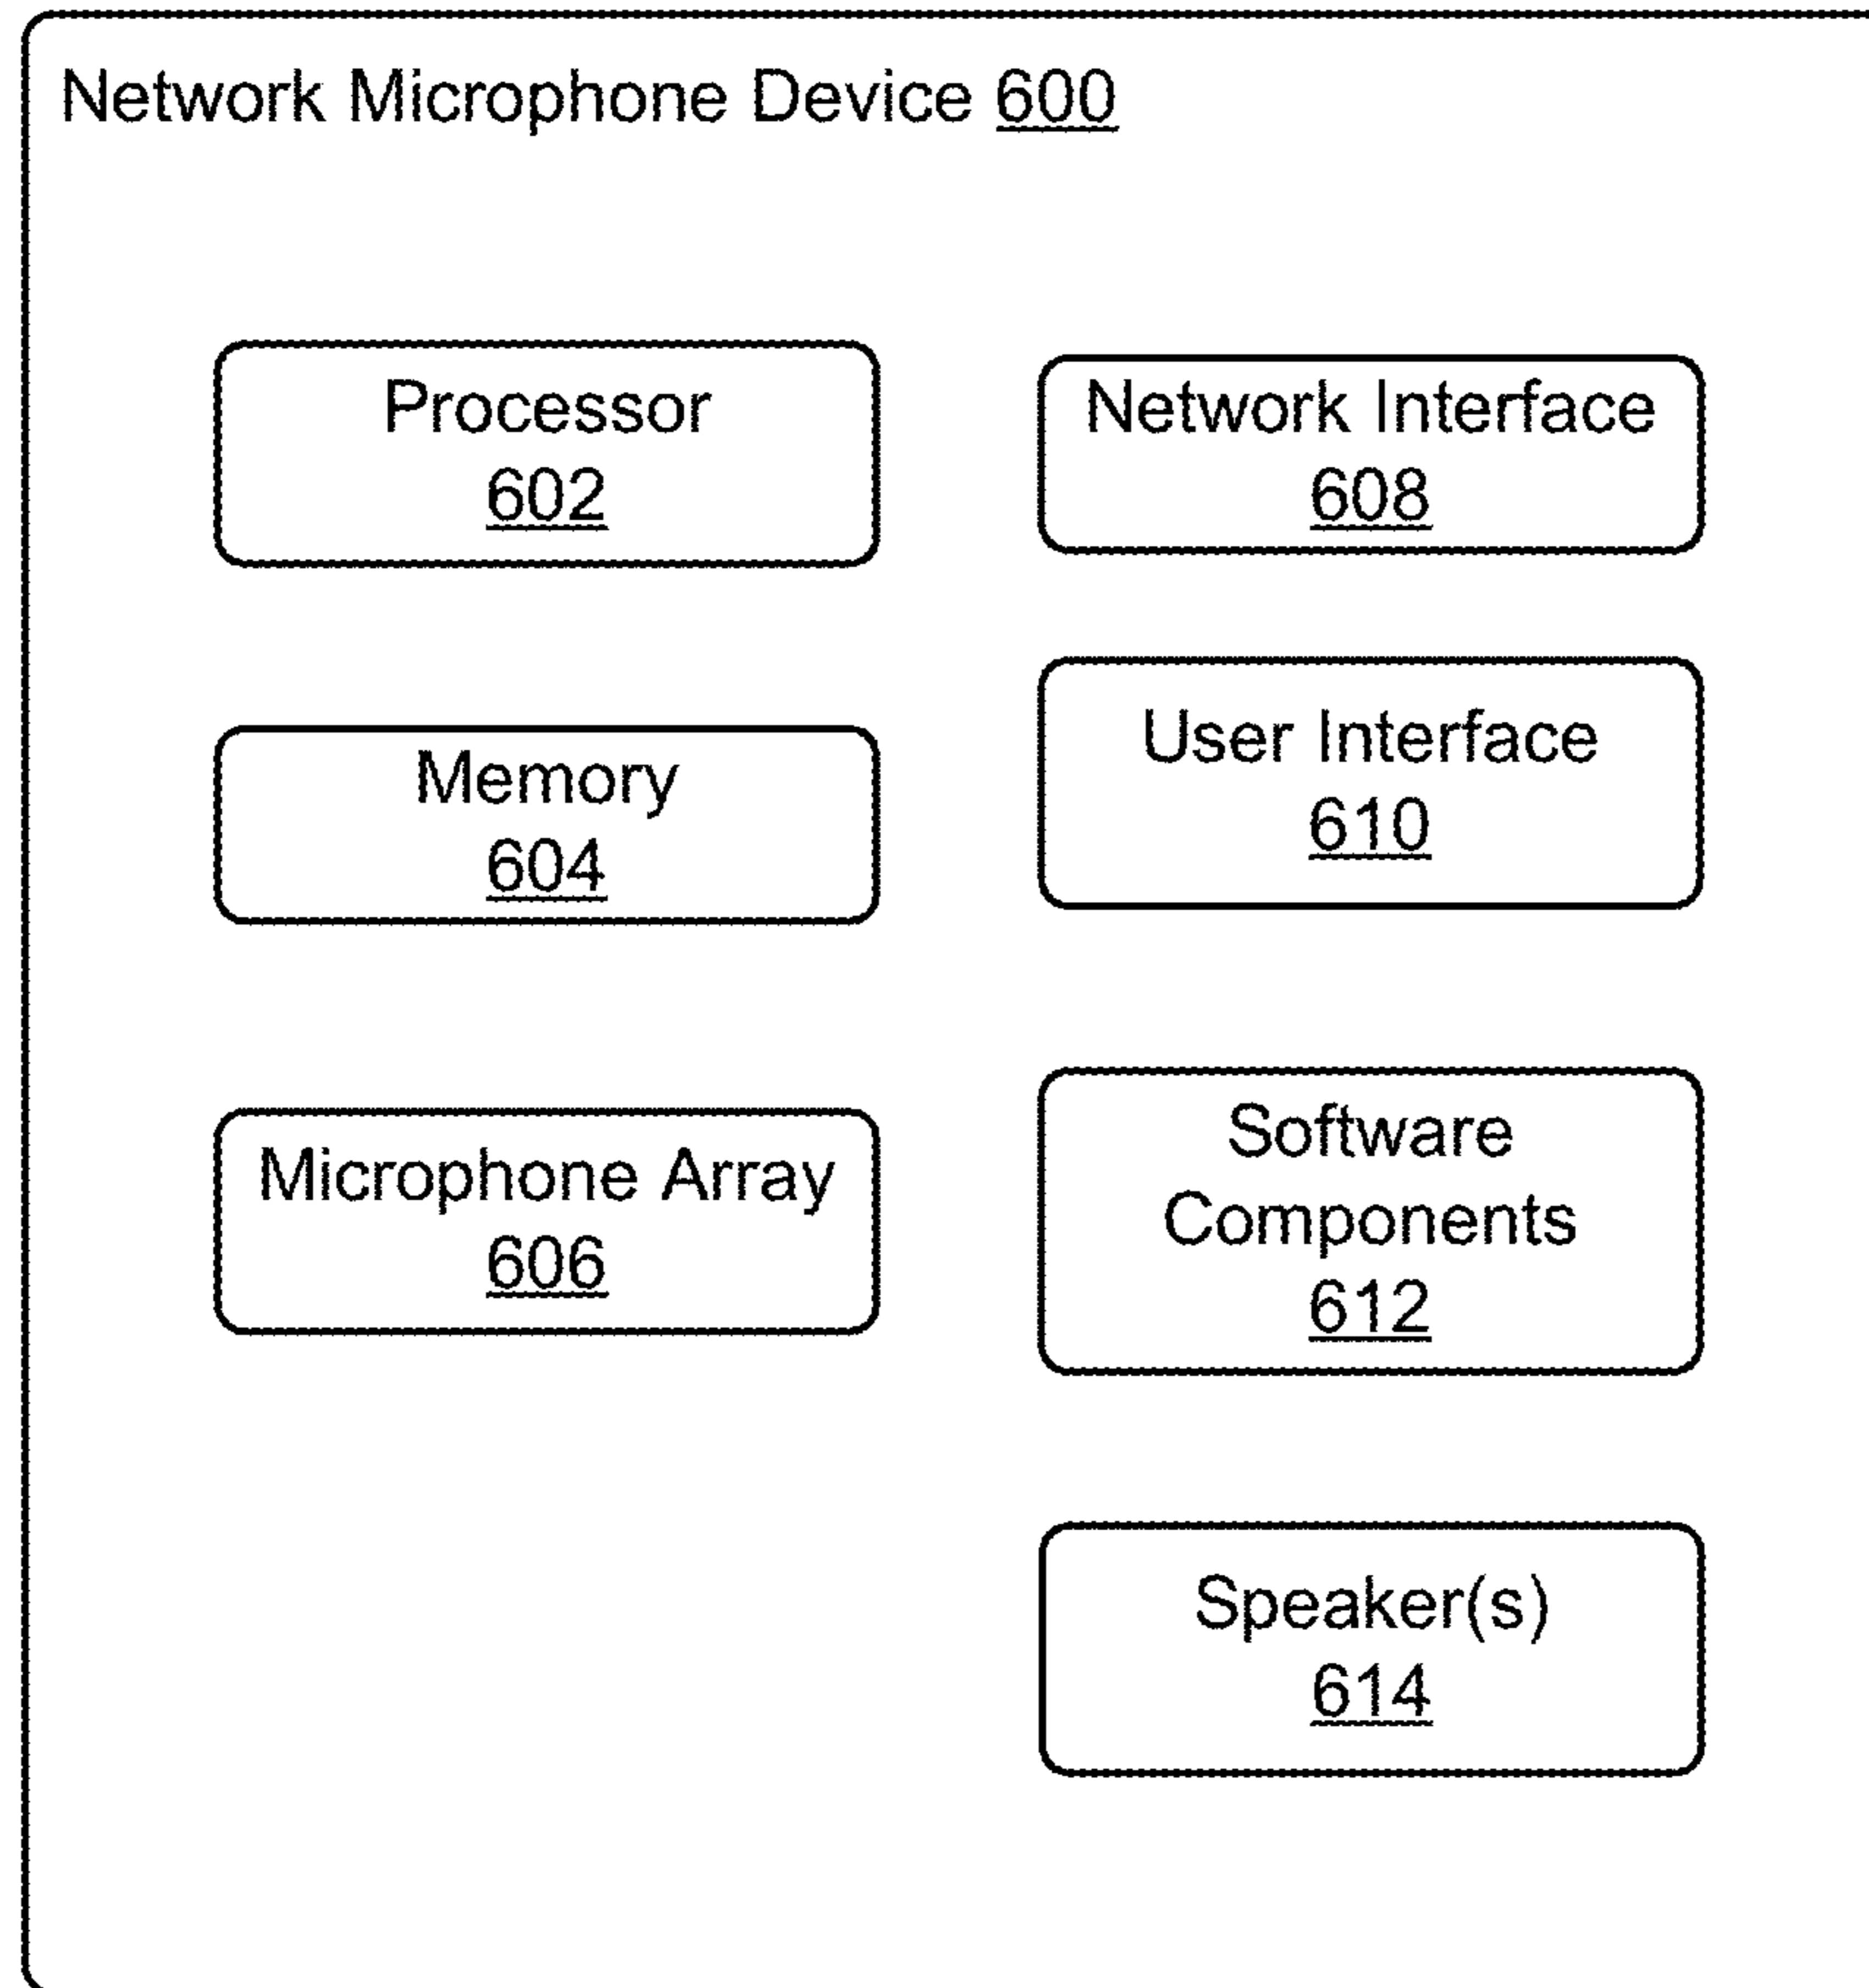 Network Microphone Device 600
Processor
602
Memory
604
Microphone Array
606
Network Interface
608
User Interface
610
Software
Components
612
Speaker(s)
614